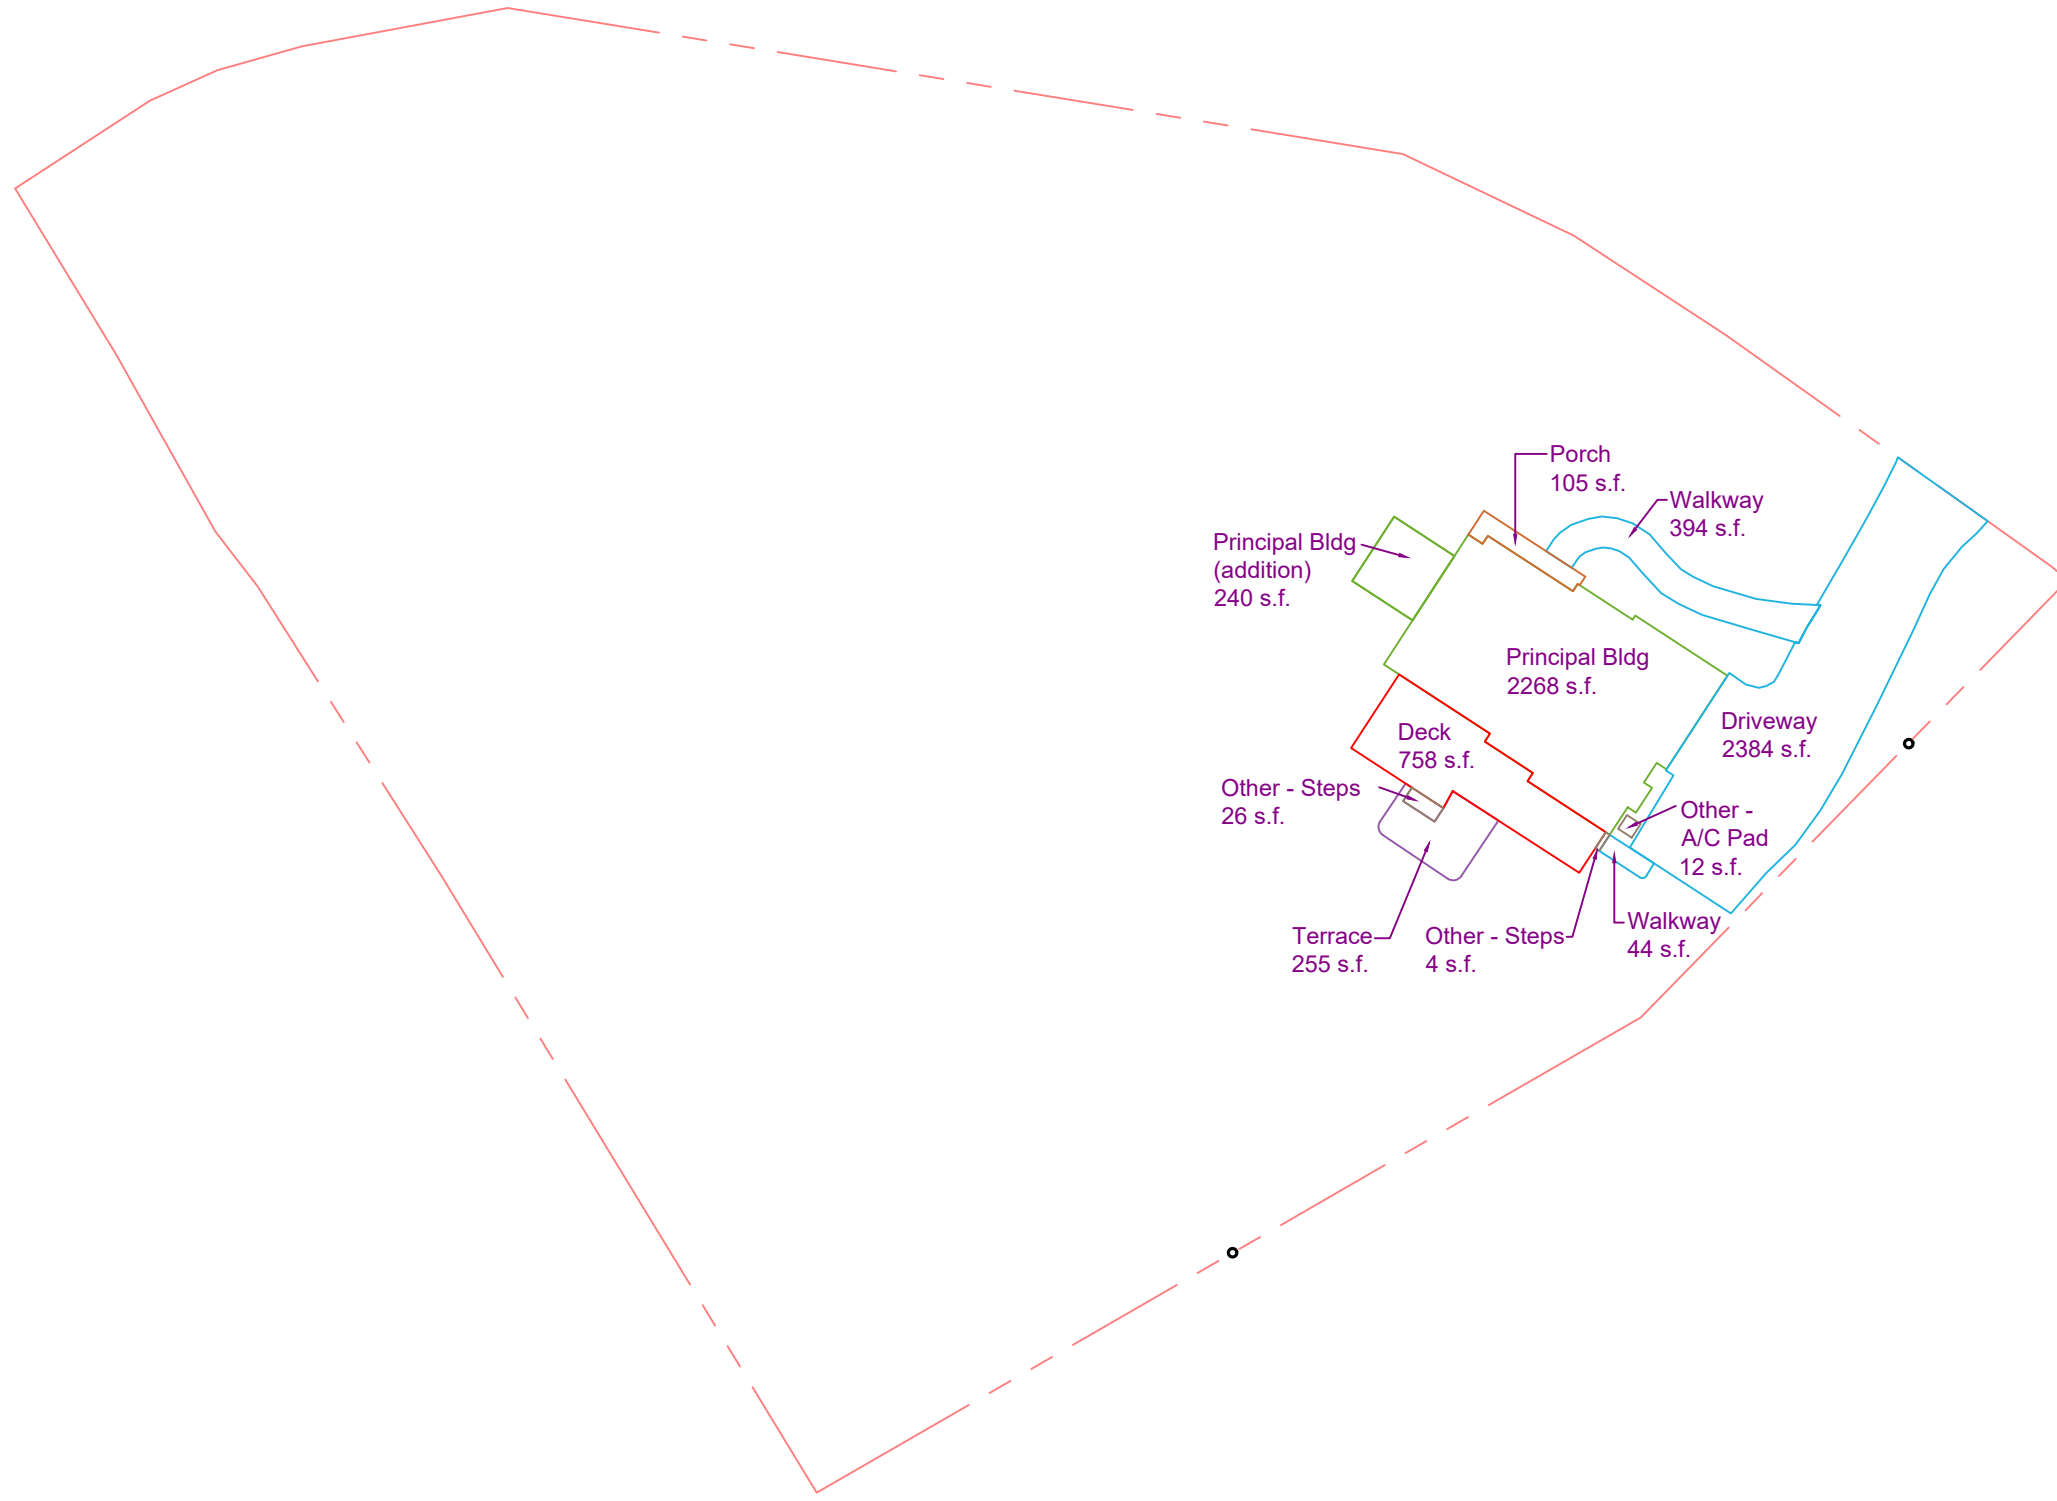 Porch
105 s.f.
Walkway
394 s.f.
Principal Bldg
(addition)
240 s.f.
Principal Bldg
2268 s.f.
Driveway
2384 s.f.
Deck
758 s.f.
Other - Steps
26 s.f.
Other -
A/C Pad
12 s.f.
Walkway
44 s.f.
Terrace
255 s.f.
Other - Steps
4 s.f.